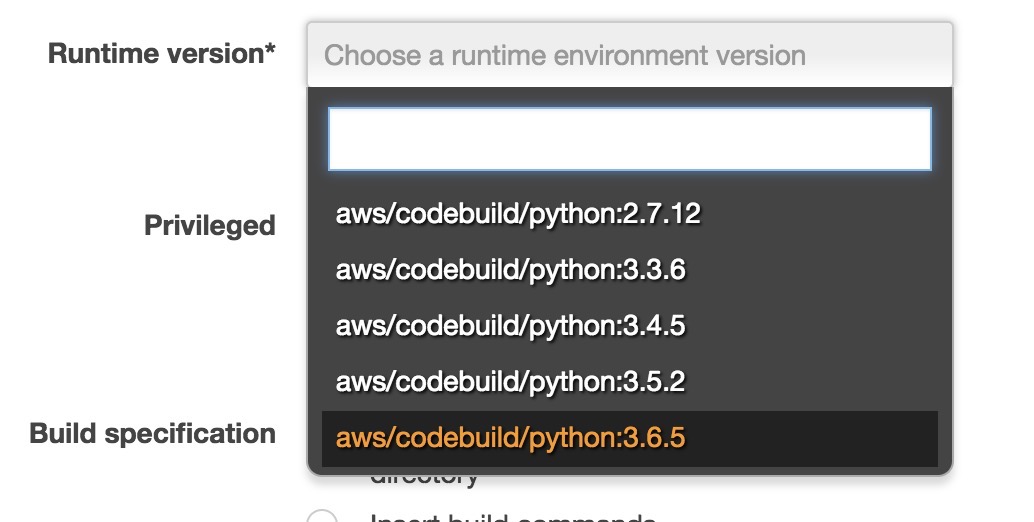 Runtime version*
Choose a runtime environment version
aws/codebuild/python:2.7.12
Privileged
aws/codebuild/python:3.3.6
aws/codebuild/python:3.4.5
aws/codebuild/python:3.5.2
Build specification
aws/codebuild/python:3.6.5
directory
Insert build commands